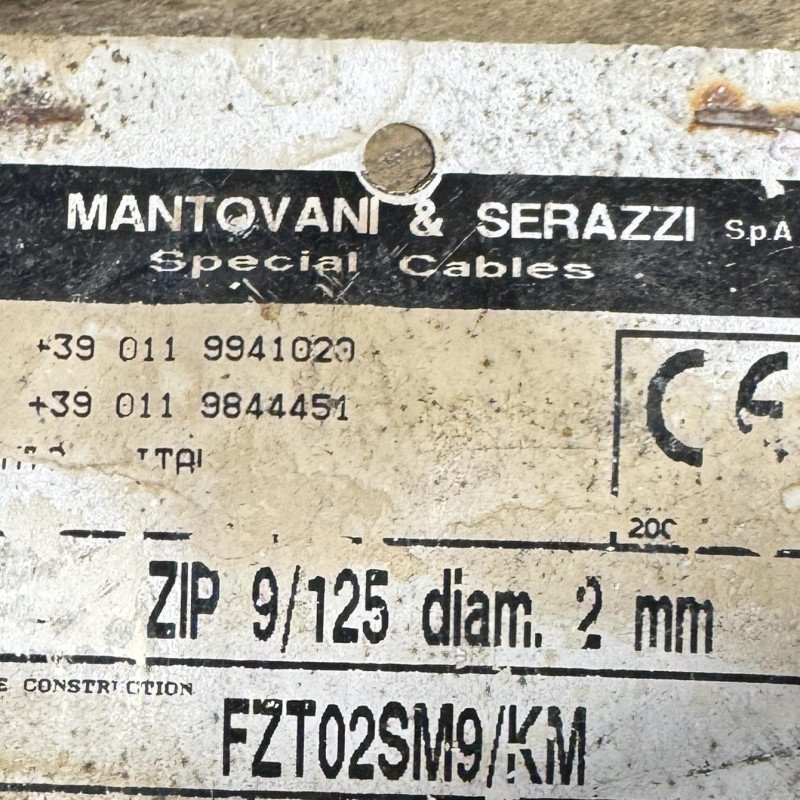 MANTOVANI & SERAZZI S.p.A
Special Cables
+39 011 9941020
+39 011 9844451
CE
ZIP 9/125 diam. 2 mm
CONSTRUCTION
FZT02SM9/KM